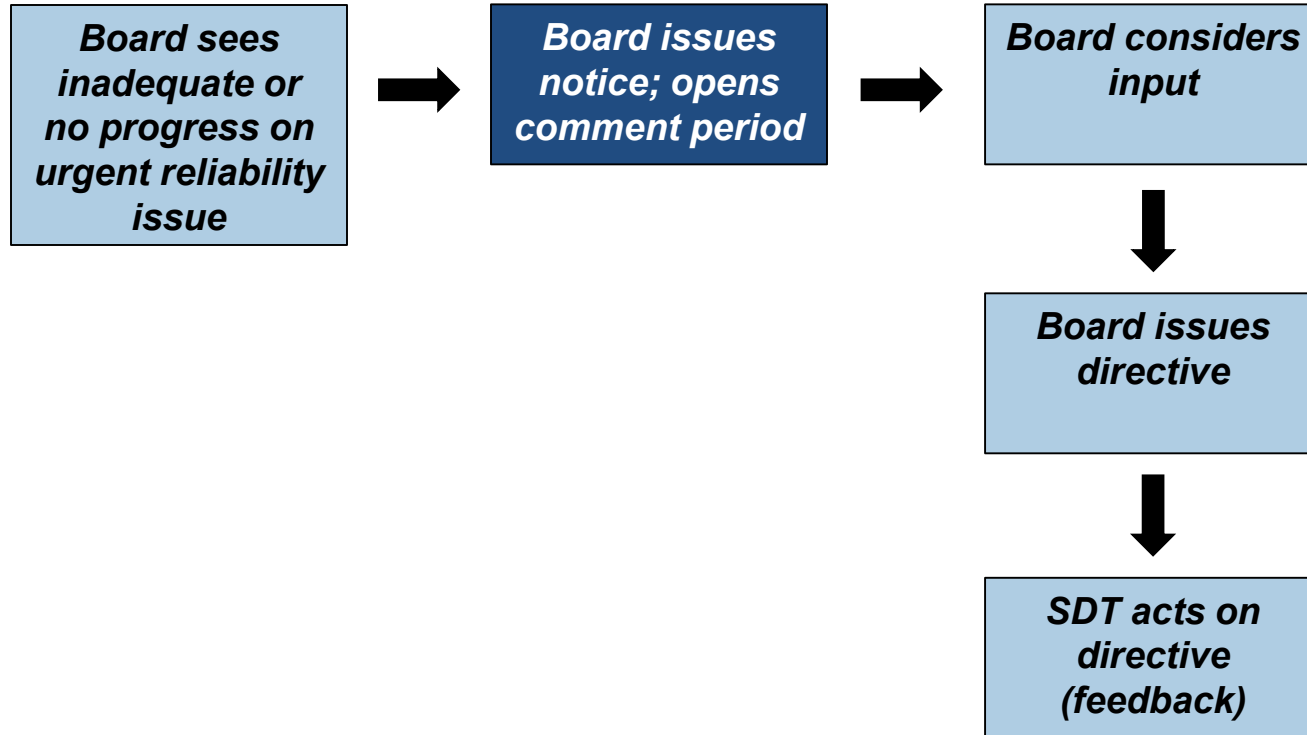 Board sees
inadequate or
no progress on
urgent reliability
issue
Board issues
notice; opens
comment period
Board considers
input
Board issues
directive
SDT acts on
directive
(feedback)